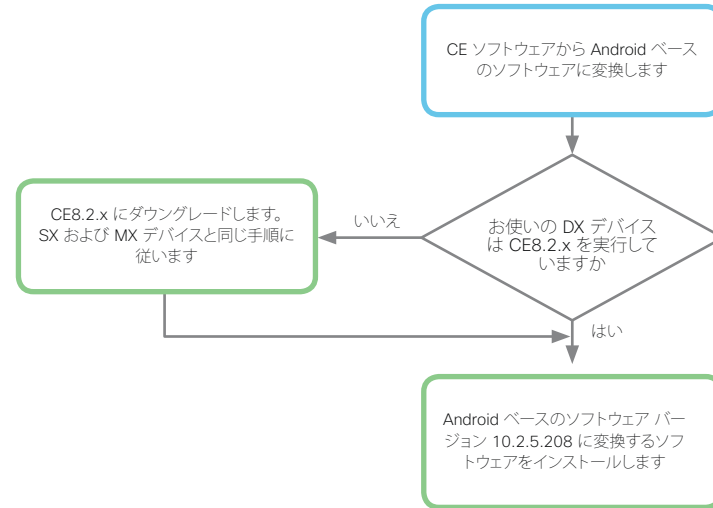 CE ソフトウェアから Android ベース
のソフトウェアに変換します
お使いの DX デバイス
は CE8.2.x を実行して
いますか
いいえ
CE8.2.x にダウングレードします。
SX および MX デバイスと同じ手順に
従います
はい
Android ベースのソフトウェア バー
ジョン 10.2.5.208 に変換するソフ
トウェアをインストールします